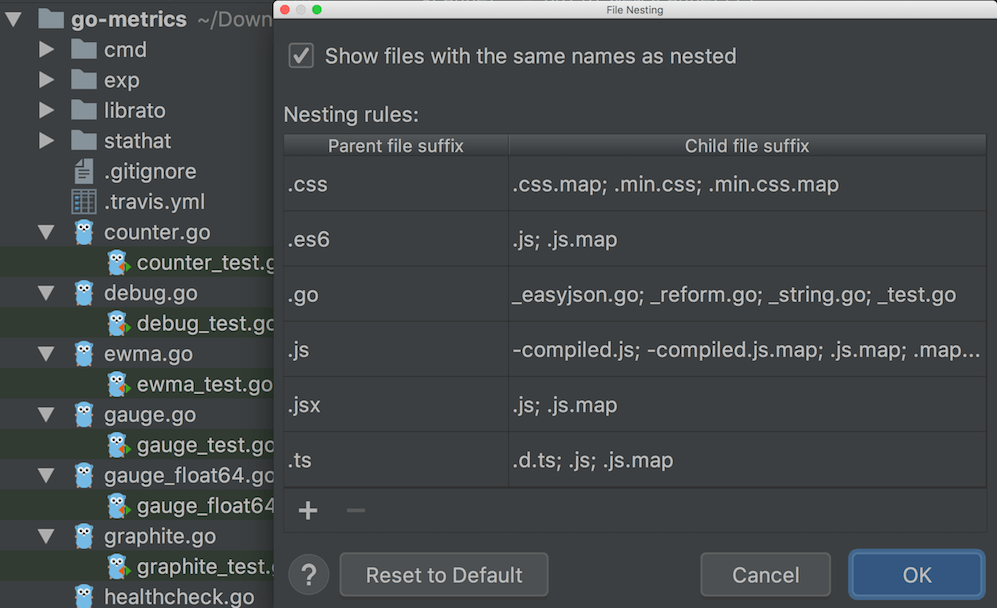 go-metrics ~/Down
cmd
exp
librato
stathat
.gitignore
.travis.yml
counter.go
counter_test.g
debug.go
debug_test.go
ewma.go
ewma_test.go
gauge.go
gauge_test.go
gauge_float64.go
gauge_float64
graphite.go
graphite_test.
healthcheck.go
File Nesting
Show files with the same names as nested
Nesting rules:
Parent file suffix Child file suffix
.css .css.map; .min.css; .min.css.map
.es6 .js; .js.map
.go _easyjson.go; _reform.go; _string.go; _test.go
.js -compiled.js; -compiled.js.map; .js.map; .map...
.jsx .js; .js.map
.ts .d.ts; .js; .js.map
? Reset to Default Cancel OK